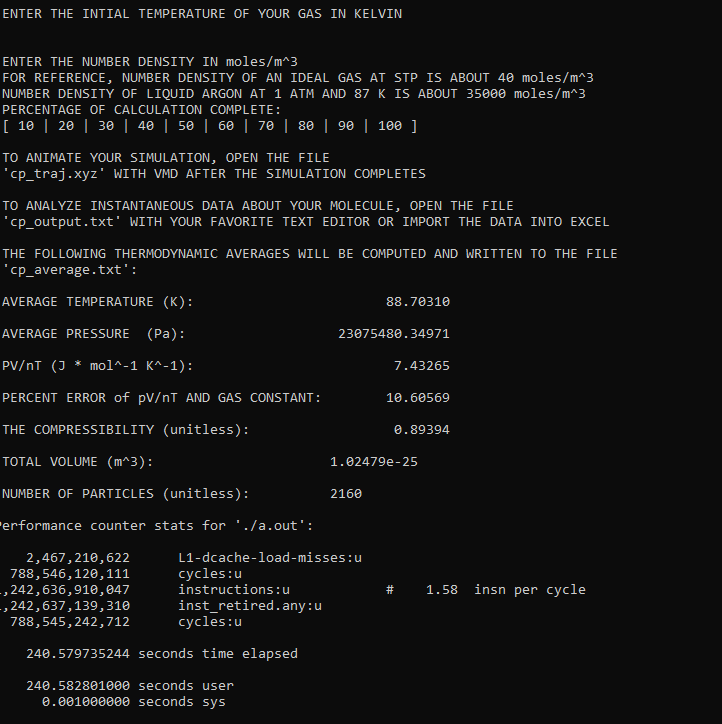 ENTER THE INTIAL TEMPERATURE OF YOUR GAS IN KELVIN
ENTER THE NUMBER DENSITY IN moles/m^3
FOR REFERENCE, NUMBER DENSITY OF AN IDEAL GAS AT STP IS ABOUT 40 moles/m^3
NUMBER DENSITY OF LIQUID ARGON AT 1 ATM AND 87 K IS ABOUT 35000 moles/m^3
PERCENTAGE OF CALCULATION COMPLETE:
[ 10 | 20 | 30 | 40 | 50 | 60 | 70 | 80 | 90 | 100 ]
TO ANIMATE YOUR SIMULATION, OPEN THE FILE
'cp_traj.xyz' WITH VMD AFTER THE SIMULATION COMPLETES
TO ANALYZE INSTANTANEOUS DATA ABOUT YOUR MOLECULE, OPEN THE FILE
'cp_output.txt' WITH YOUR FAVORITE TEXT EDITOR OR IMPORT THE DATA INTO EXCEL
THE FOLLOWING THERMODYNAMIC AVERAGES WILL BE COMPUTED AND WRITTEN TO THE FILE
'cp_average.txt':
AVERAGE TEMPERATURE (K): 88.70310
AVERAGE PRESSURE (Pa): 23075480.34971
PV/nT (J * mol^-1 K^-1): 7.43265
PERCENT ERROR of pV/nT AND GAS CONSTANT: 10.60569
THE COMPRESSIBILITY (unitless): 0.89394
TOTAL VOLUME (m^3): 1.02479e-25
NUMBER OF PARTICLES (unitless): 2160
Performance counter stats for './a.out':
2,467,210,622 L1-dcache-load-misses:u
788,546,120,111 cycles:u
,242,636,910,047 instructions:u # 1.58 insn per cycle
,242,637,139,310 inst_retired.any:u
788,545,242,712 cycles:u
240.579735244 seconds time elapsed
240.582801000 seconds user
0.001000000 seconds sys